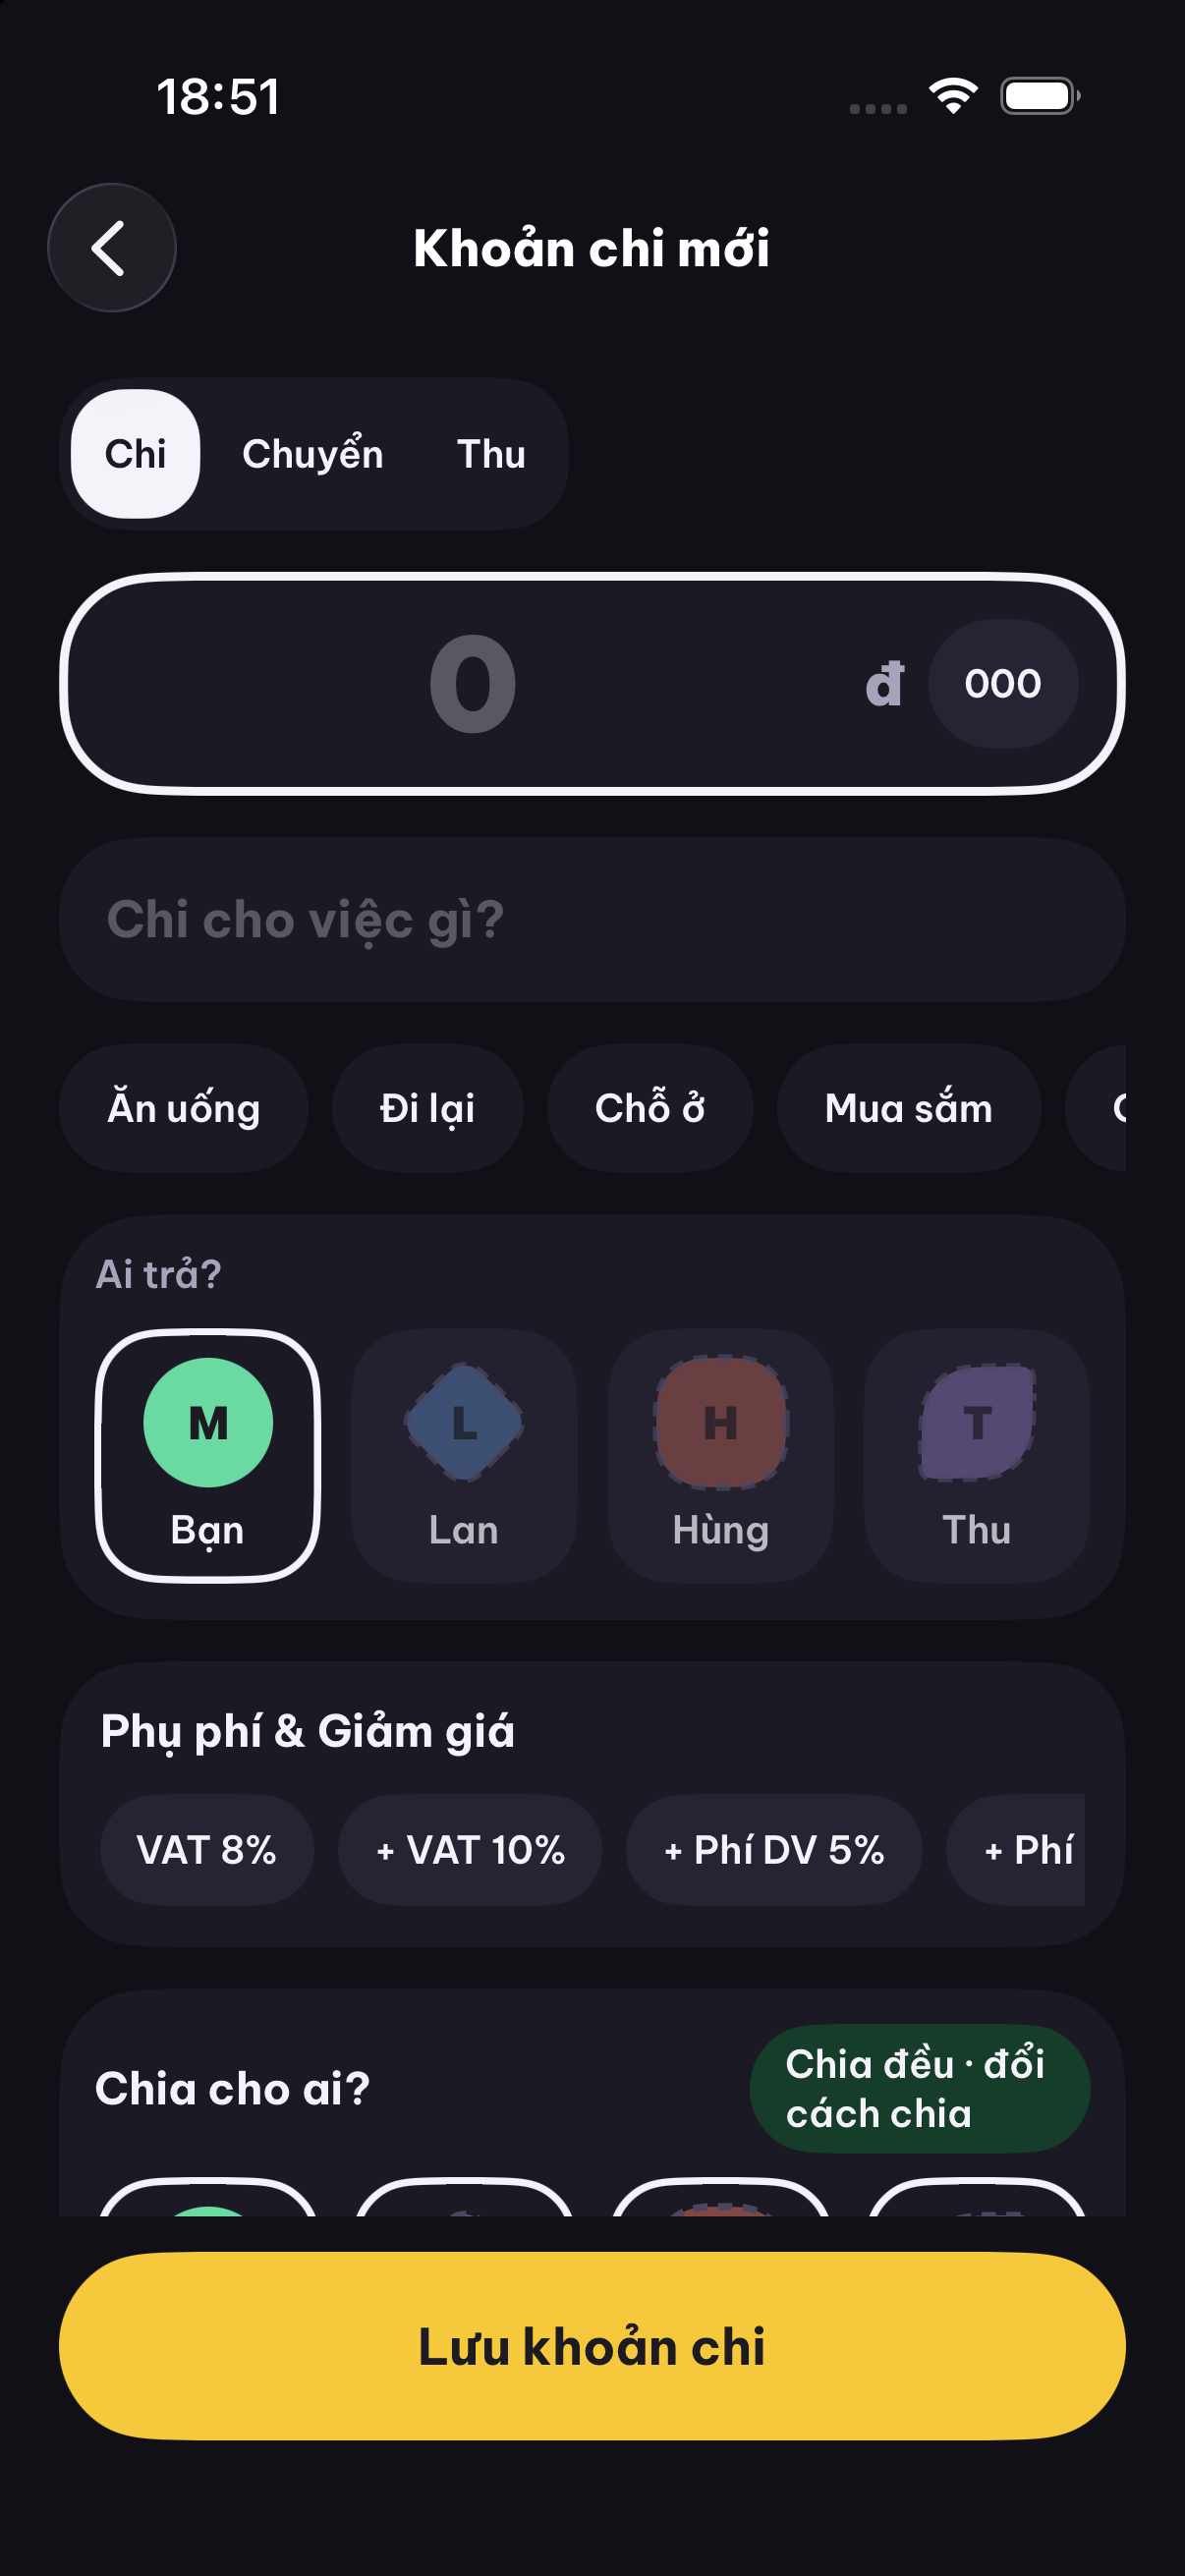 18:51
Khoản chi mới
Chi Chuyển Thu
0 đ 000
Chi cho việc gì?
Ăn uống Đi lại Chỗ ở Mua sắm
Ai trả?
M L H T
Bạn Lan Hùng Thu
Phụ phí & Giảm giá
VAT 8% + VAT 10% + Phí DV 5% + Phí
Chia cho ai?
Chia đều · đổi
cách chia
Lưu khoản chi